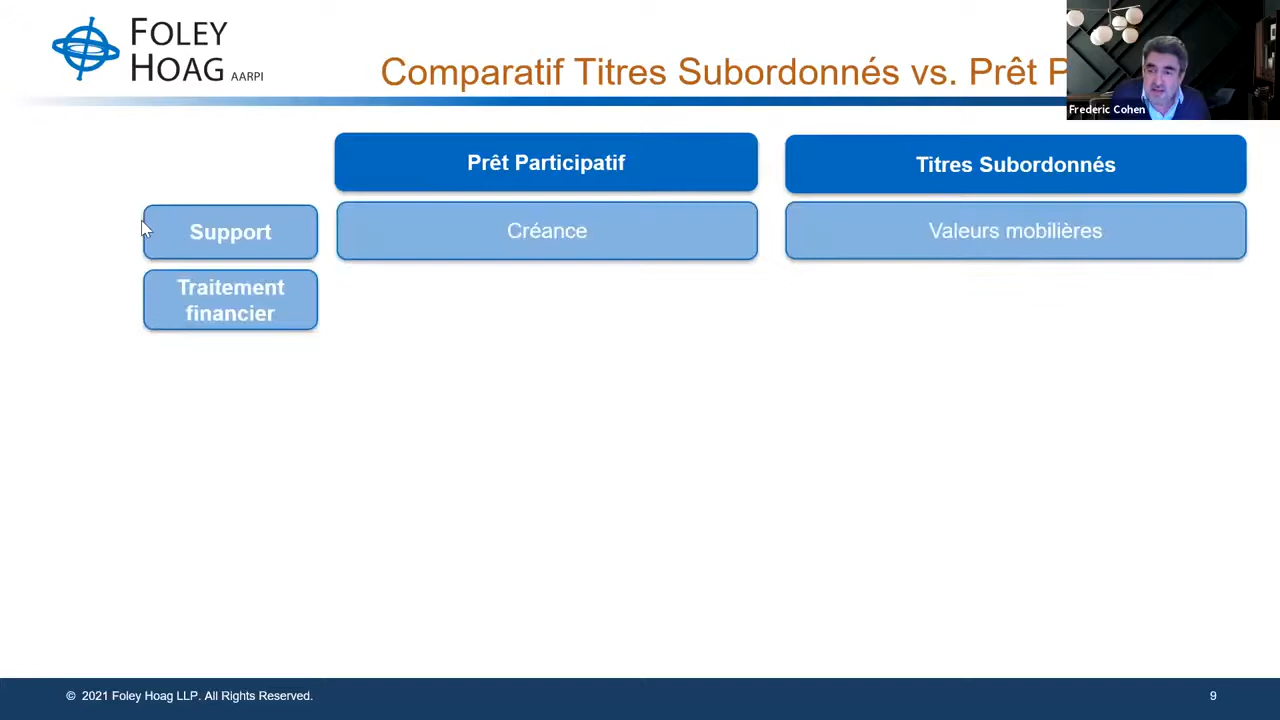 FOLEY
HOAG AARPI
Comparatif Titres Subordonnés vs. Prêt
Frederic Cohen
Prêt Participatif
Titres Subordonnés
Support
Créance
Valeurs mobilières
Traitement
financier
© 2021 Foley Hoag LLP. All Rights Reserved.
9